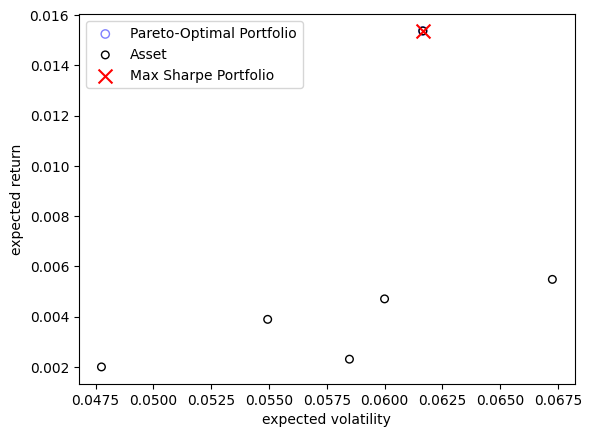 Pareto-Optimal Portfolio
Asset
Max Sharpe Portfolio
0.016
0.014
0.012
0.010
0.008
0.006
0.004
0.002
expected return
0.0475 0.0500 0.0525 0.0550 0.0575 0.0600 0.0625 0.0650 0.0675
expected volatility